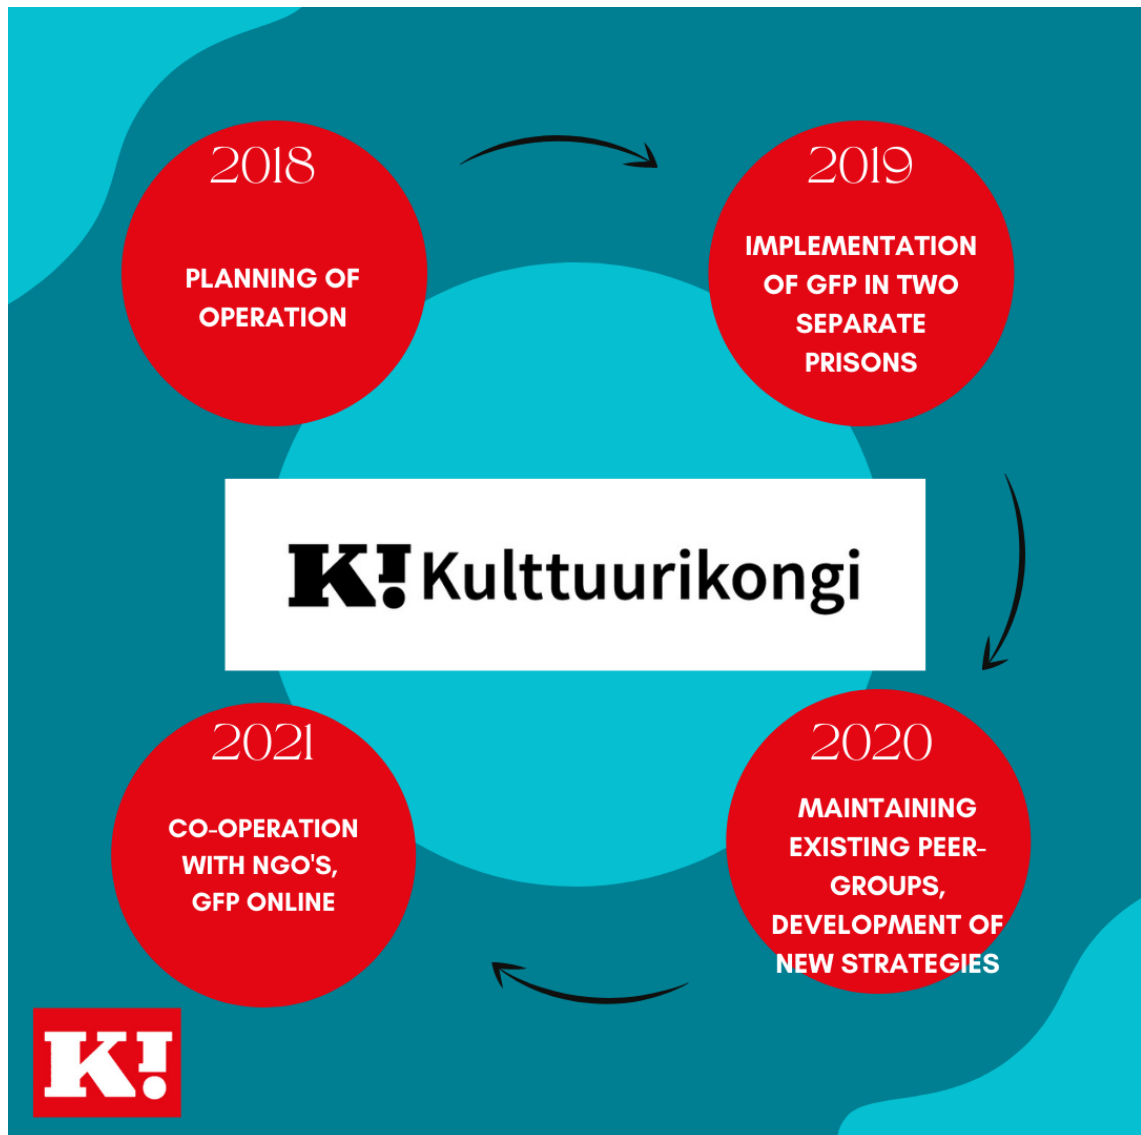 2018
PLANNING OF
OPERATION
2019
IMPLEMENTATION
OF GFP IN TWO
SEPARATE
PRISONS
K! Kulttuurikongi
2021
CO-OPERATION
WITH NGO'S,
GFP ONLINE
2020
MAINTAINING
EXISTING PEER-
GROUPS,
DEVELOPMENT OF
NEW STRATEGIES
K!